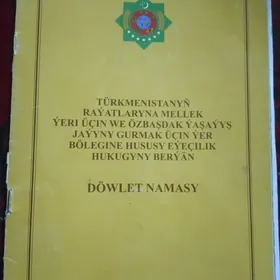 TÜRKMENISTANYŇ
RAÝATLARYNA MELLEK
ÝERI ÜÇIN WE ÖZBAŞDAK ÝAŞAÝYŞ
JAÝYNY GURMAK ÜÇIN ÝER
BÖLEGINE HUSUSY EÝEÇILIK
HUKUGYNY BERÝÄN
DÖWLET NAMASY